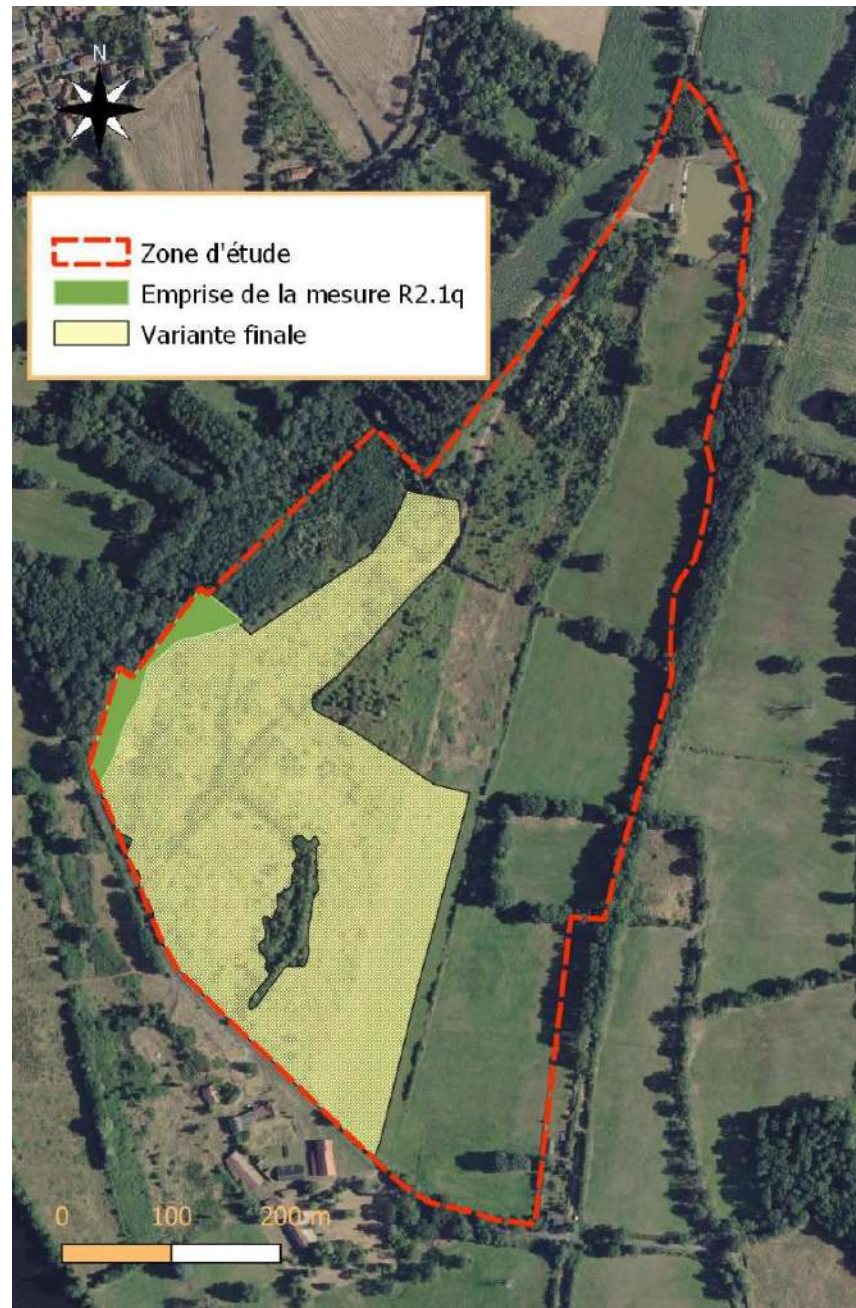 N
Zone d'étude
Emprise de la mesure R2.1q
Variante finale
0 100 200 m